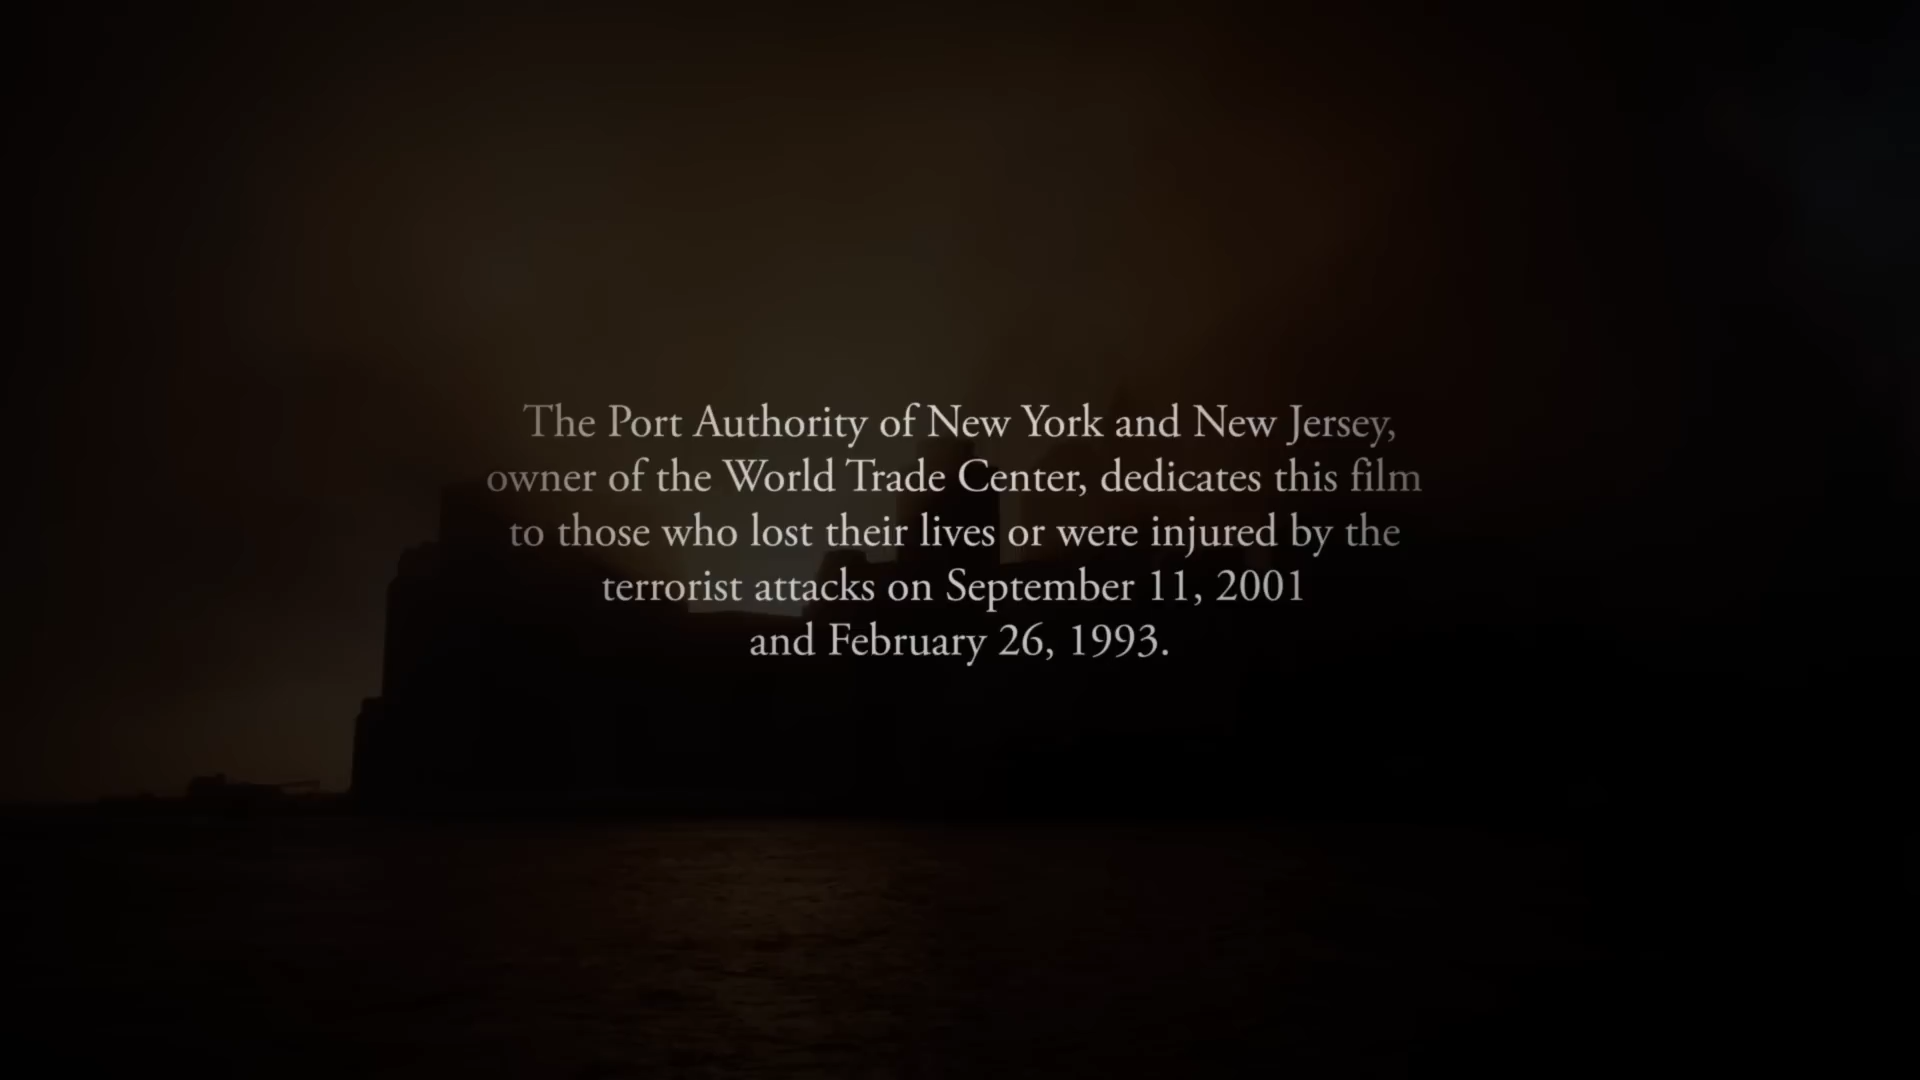 The Port Authority of New York and New Jersey,
owner of the World Trade Center, dedicates this film
to those who lost their lives or were injured by the
terrorist attacks on September 11, 2001
and February 26, 1993.